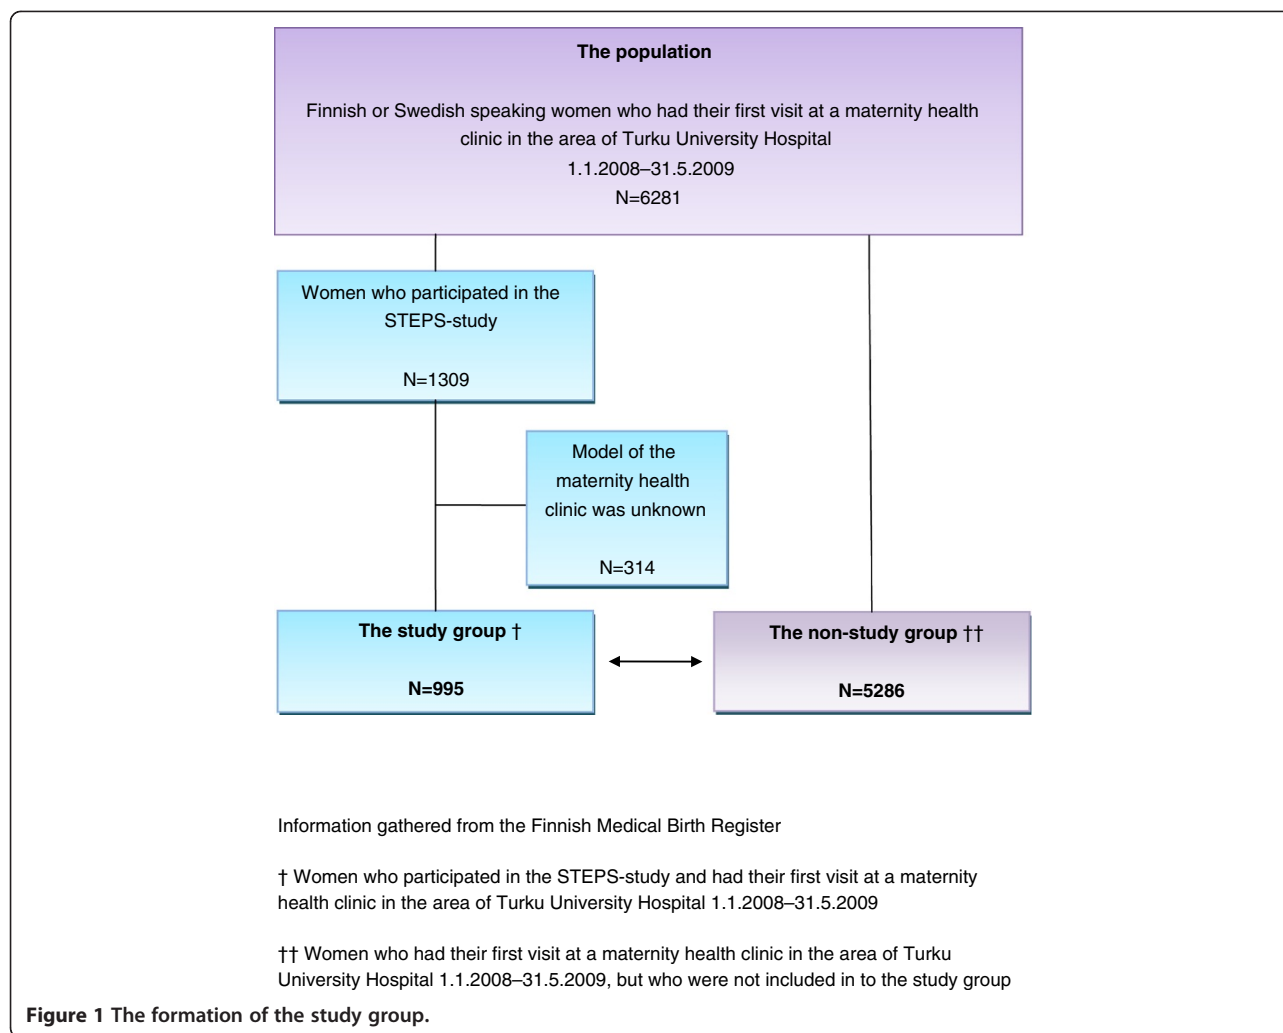 The population
Finnish or Swedish speaking women who had their first visit at a maternity health
clinic in the area of Turku University Hospital
1.1.2008–31.5.2009
N=6281
Women who participated in the
STEPS-study
N=1309
Model of the
maternity health
clinic was unknown
N=314
The study group †
N=995
The non-study group ††
N=5286
Information gathered from the Finnish Medical Birth Register
† Women who participated in the STEPS-study and had their first visit at a maternity
health clinic in the area of Turku University Hospital 1.1.2008–31.5.2009
†† Women who had their first visit at a maternity health clinic in the area of Turku
University Hospital 1.1.2008–31.5.2009, but who were not included in to the study group
Figure 1 The formation of the study group.